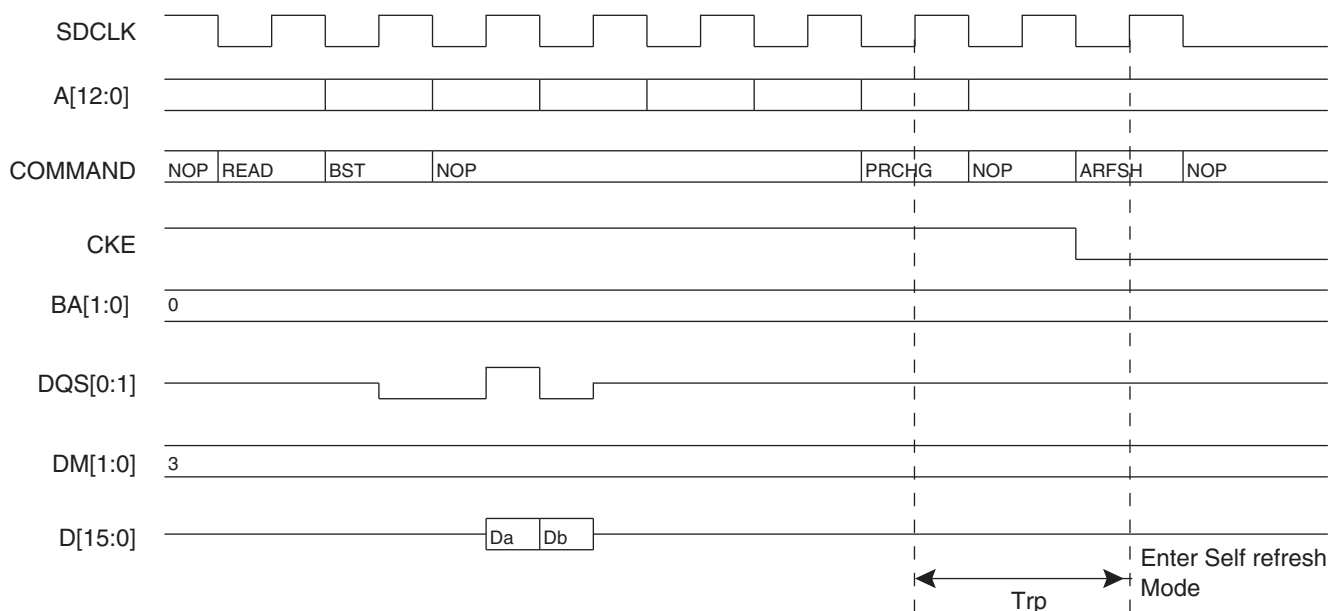 SDCLK
A[12:0]
COMMAND NOP READ BST NOP PRCHG NOP ARFSH NOP
CKE
BA[1:0] 0
DQS[0:1]
DM[1:0] 3
D[15:0] Da Db
Trp
Enter Self refresh
Mode